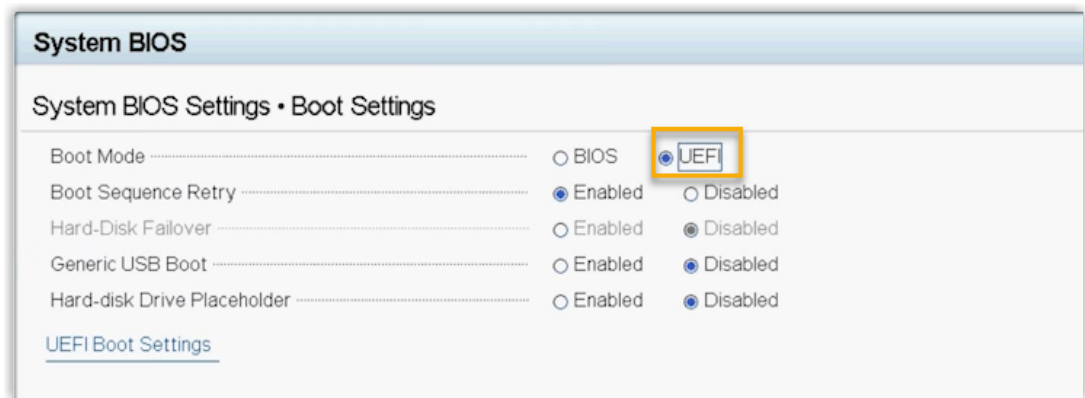 System BIOS
System BIOS Settings • Boot Settings
Boot Mode BIOS UEFI
Boot Sequence Retry Enabled Disabled
Hard-Disk Failover Enabled Disabled
Generic USB Boot Enabled Disabled
Hard-disk Drive Placeholder Enabled Disabled
UEFI Boot Settings